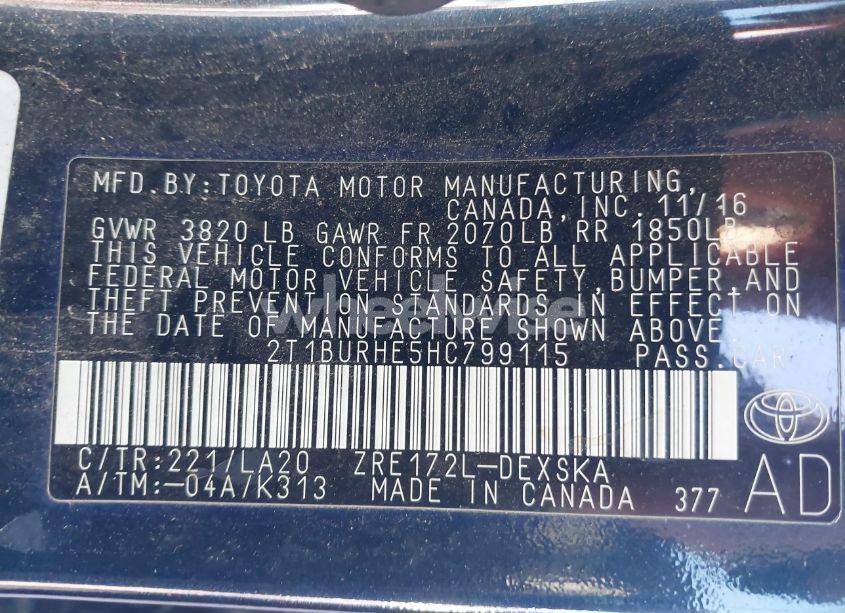 MFD.BY:TOYOTA MOTOR MANUFACTURING,
CANADA,INC. 11/16
GVWR 3820 LB GAWR FR 2070LB RR 1850LB
THIS VEHICLE CONFORMS TO ALL APPLICABLE
FEDERAL MOTOR VEHICLE SAFETY,BUMPER,AND
THEFT PREVENTION STANDARDS IN EFFECT ON
THE DATE OF MANUFACTURE SHOWN ABOVE.
2T1BURHE5HC799115 PASS.CAR
C/TR:221/LA20 ZRE172L-DEXSKA
A/TM:-04A/K313 MADE IN CANADA 377 AD